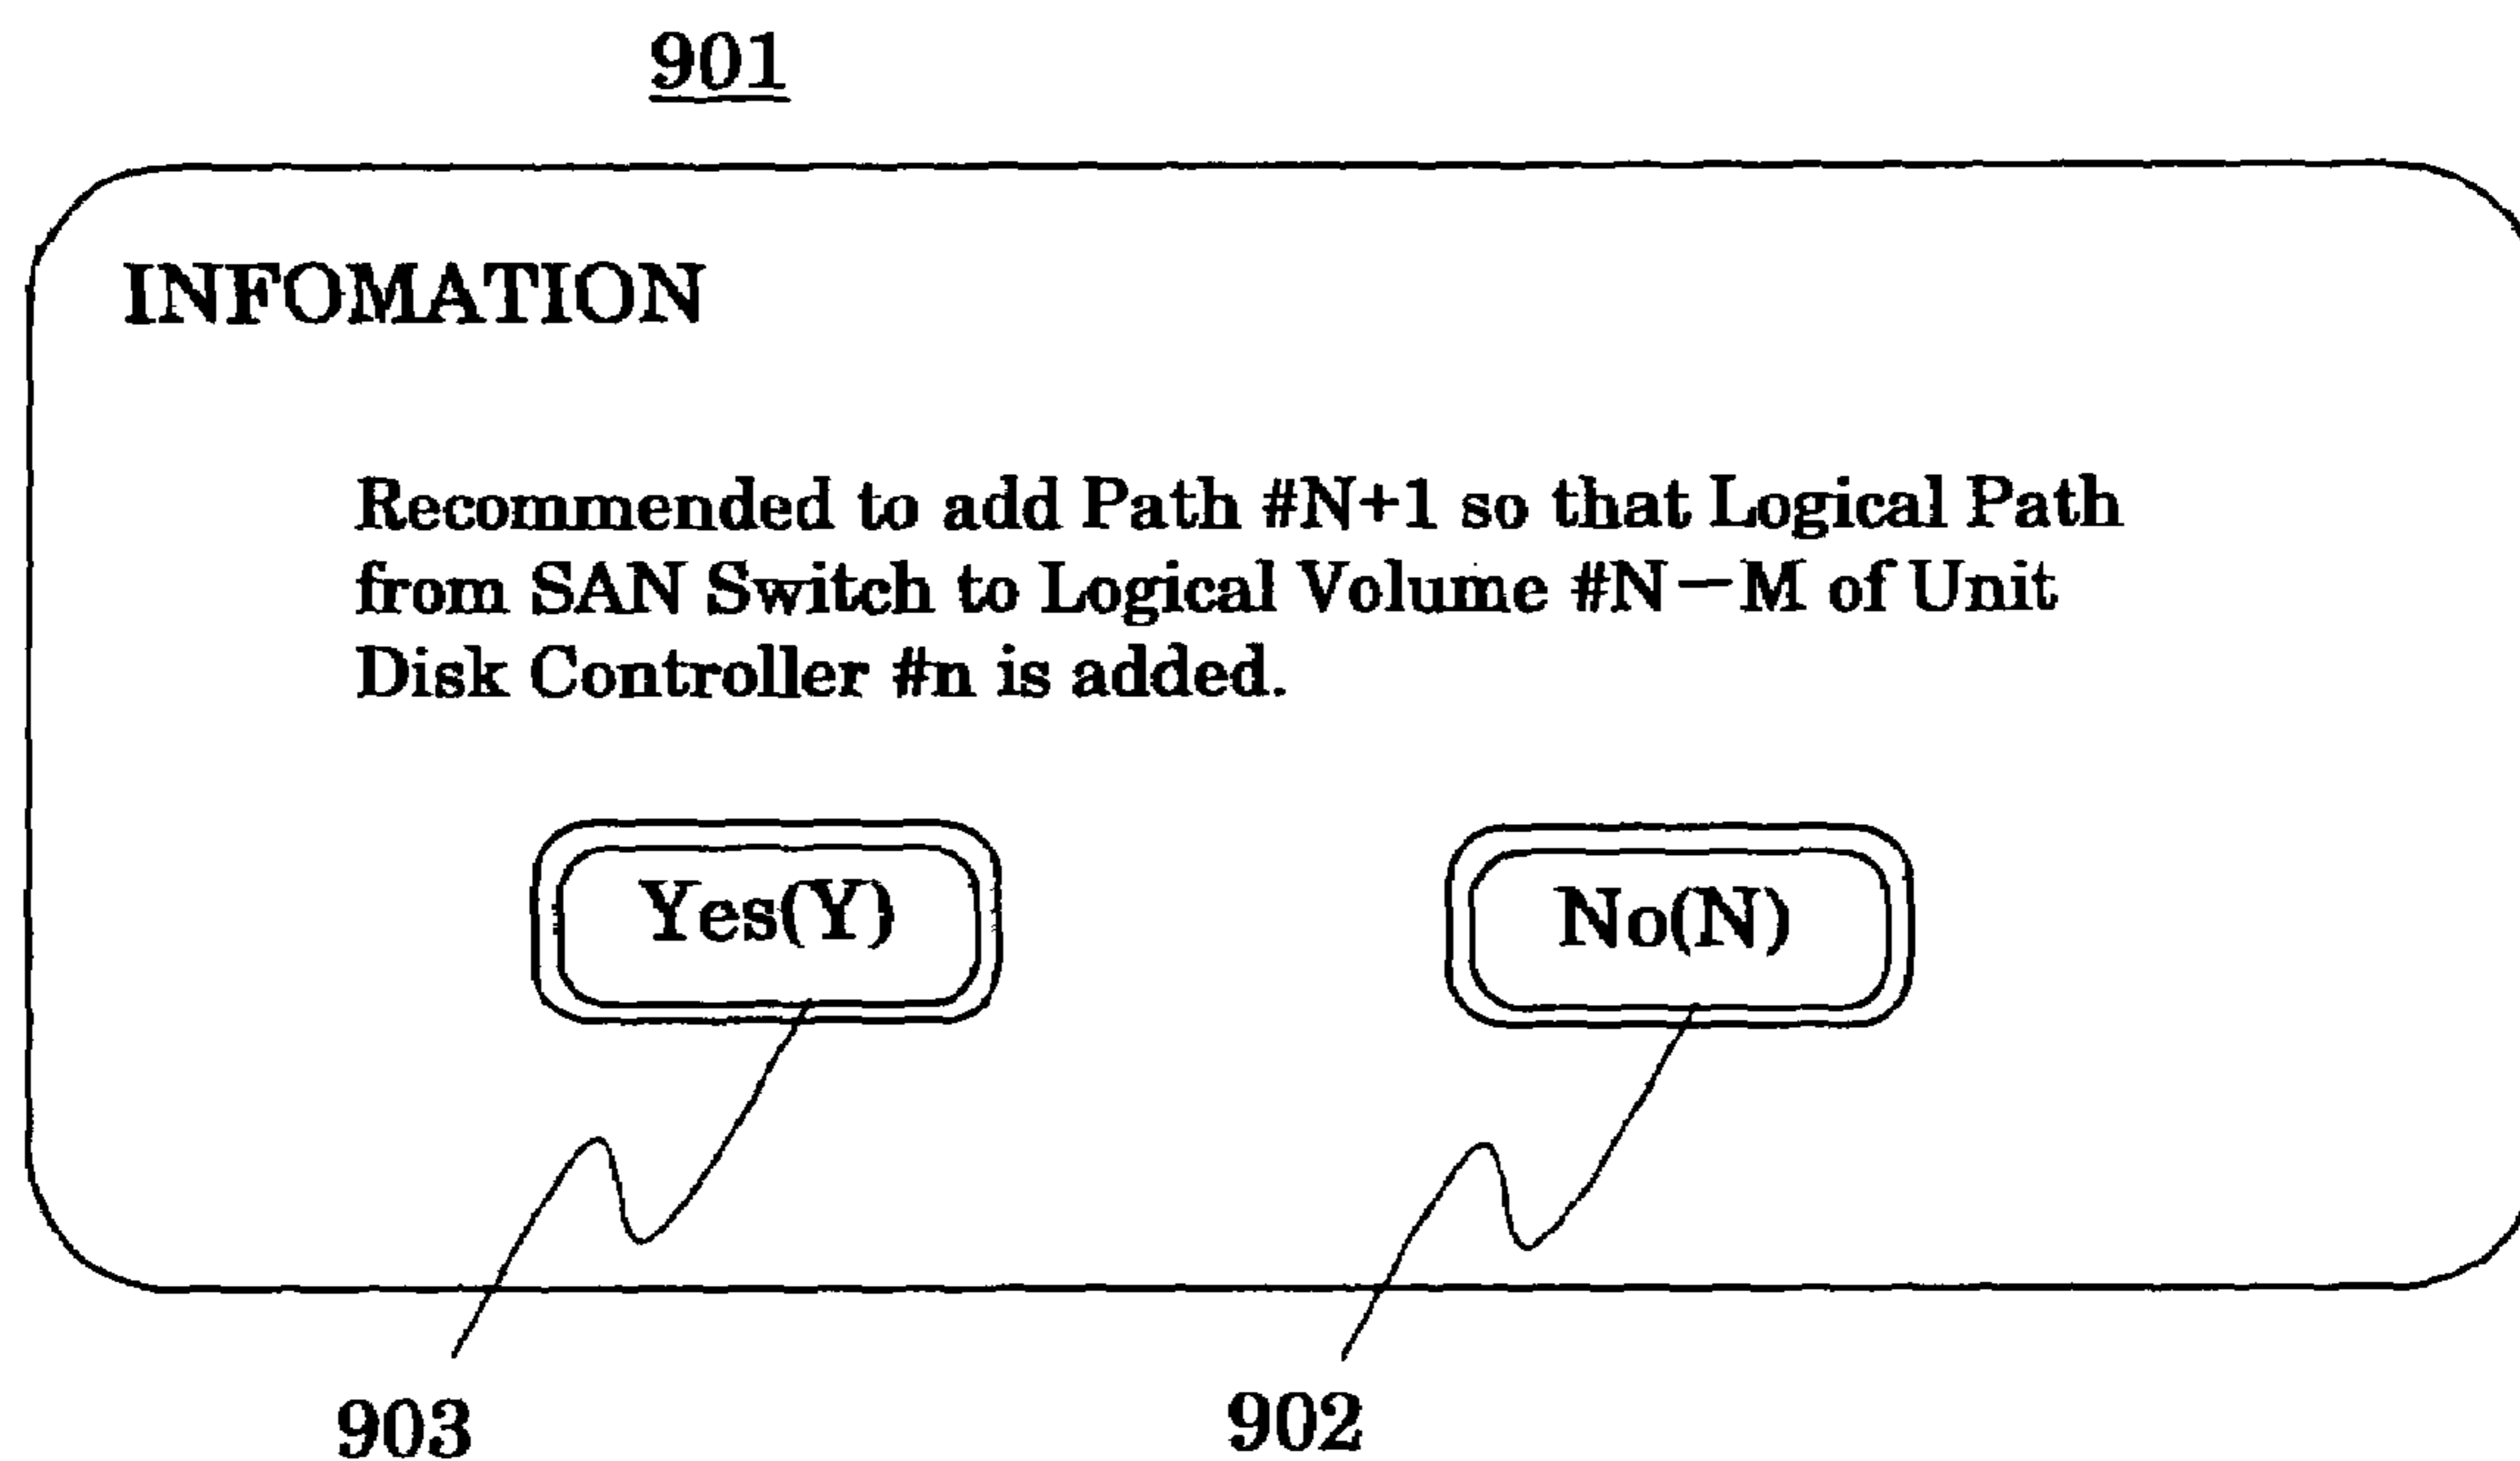 901
INFOMATION
Recommended to add Path #N+1 so that Logical Path
from SAN Switch to Logical Volume #N—M of Unit
Disk Controller #n is added.
Yes(Y)
No(N)
903
902